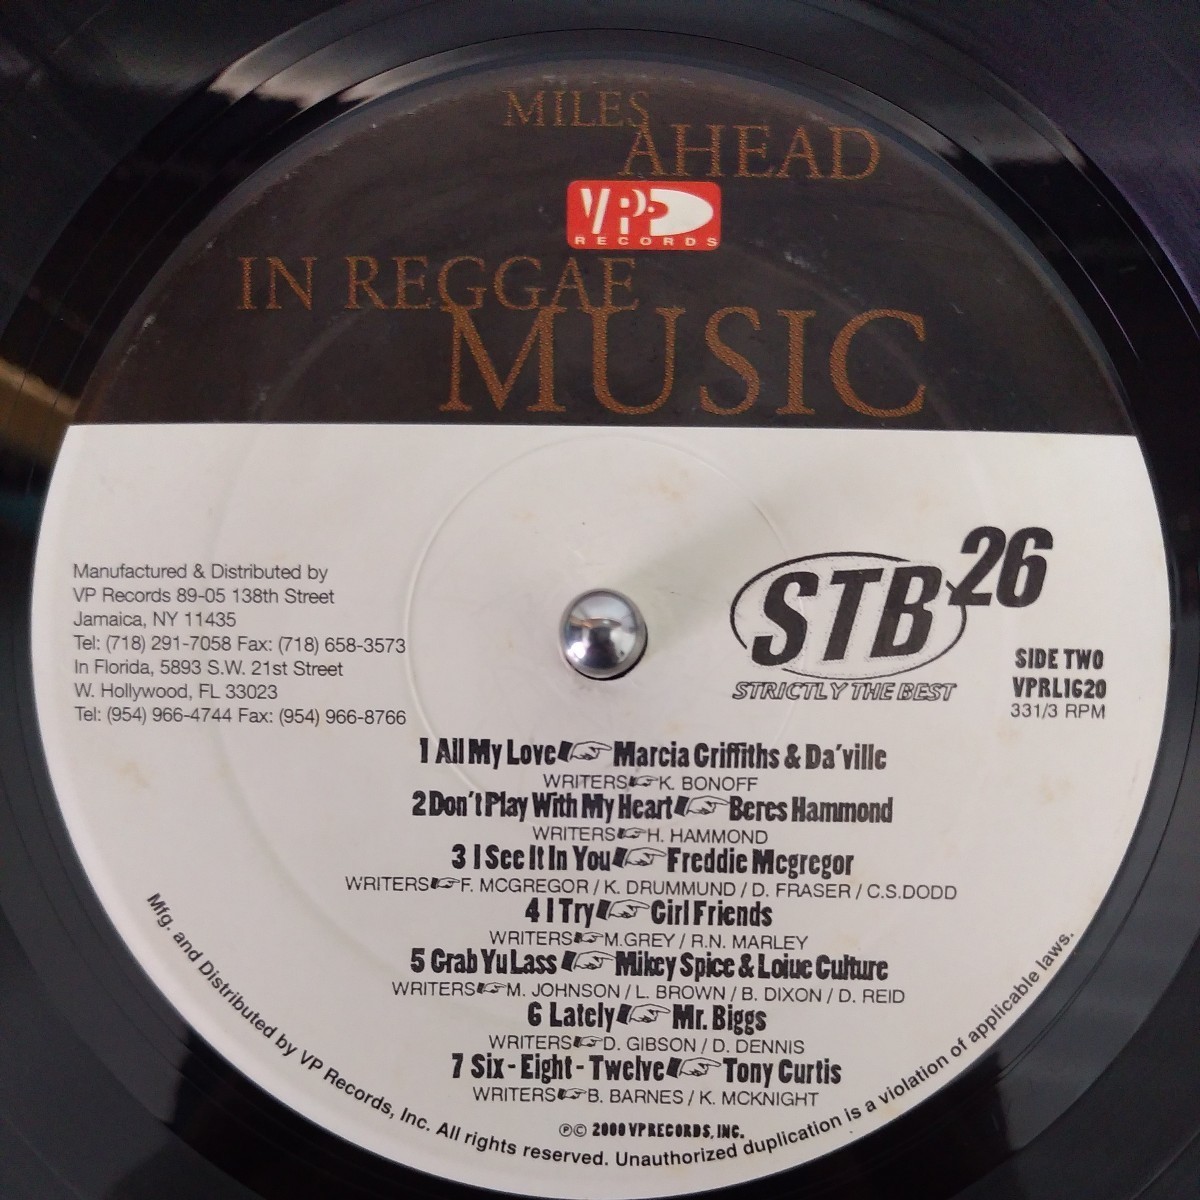 MILES
AHEAD
VP
RECORDS
IN REGGAE
MUSIC
Manufactured & Distributed by
VP Records 89-05 138th Street
Jamaica, NY 11435
Tel: (718) 291-7058 Fax: (718) 658-3573
In Florida, 5893 S.W. 21st Street
W. Hollywood, FL 33023
Tel: (954) 966-4744 Fax: (954) 966-8766
STB 26
STRICTLY THE BEST
SIDE TWO
VPRL1620
331/3 RPM
1 All My Love Marcia Griffiths & Da'ville
WRITERS K. BONOFF
2 Don't Play With My Heart Beres Hammond
WRITERS H. HAMMOND
3 I See It In You Freddie Mcgregor
WRITERS F. MCGREGOR / K. DRUMMUND / D. FRASER / C.S.DODD
4 I Try Girl Friends
WRITERS M.GREY / R.N. MARLEY
5 Grab Yu Lass Mikey Spice & Loiue Culture
WRITERS M. JOHNSON / L. BROWN / B. DIXON / D. REID
6 Lately Mr. Biggs
WRITERS D. GIBSON / D. DENNIS
7 Six - Eight - Twelve Tony Curtis
WRITERS B. BARNES / K. MCKNIGHT
℗© 2000 VP RECORDS, INC.
Mfg. and Distributed by VP Records, Inc. All rights reserved. Unauthorized duplication is a violation of applicable laws.